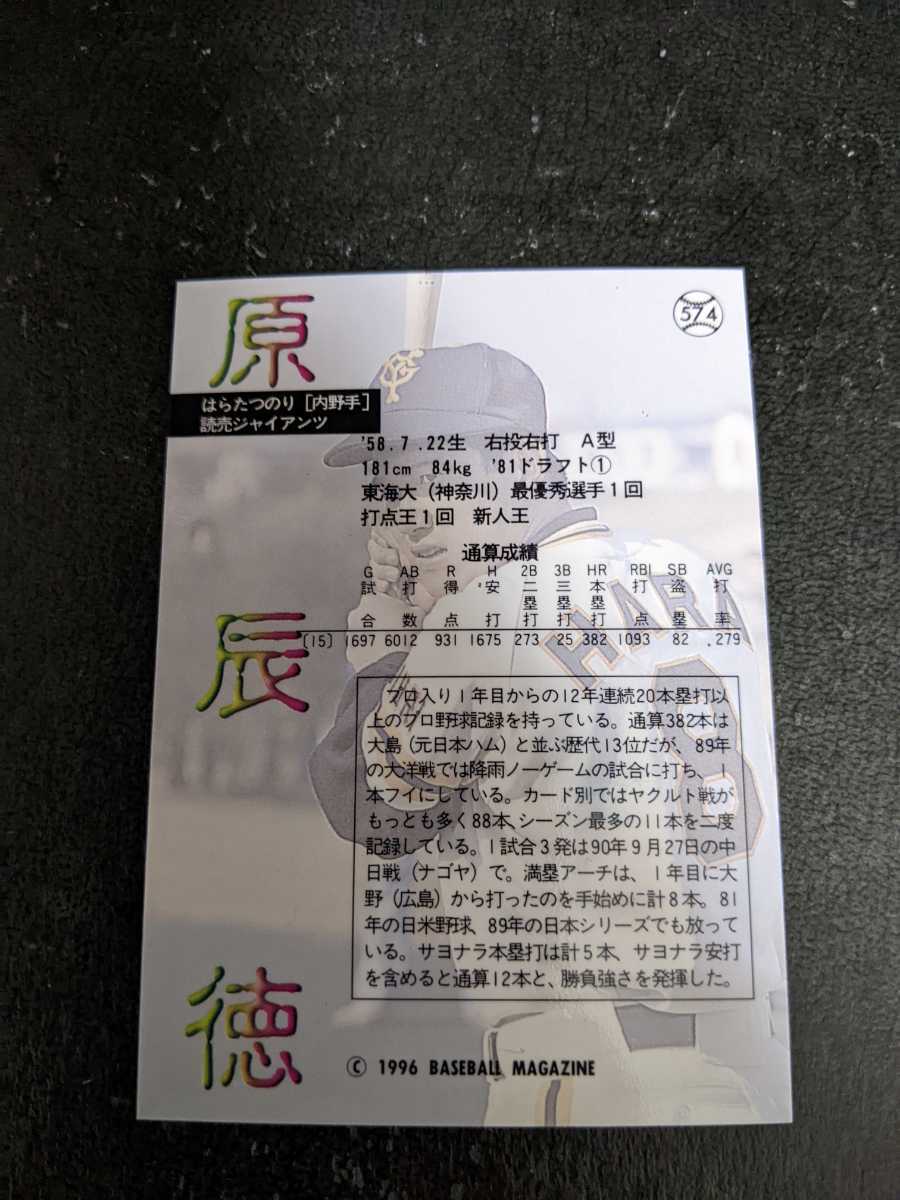 574
原
辰
徳
はらたつのり［内野手］
読売ジャイアンツ
'58.7.22生 右投右打 A型
181cm 84kg '81ドラフト①
東海大（神奈川）最優秀選手1回
打点王1回 新人王
通算成績
G AB R H 2B 3B HR RBI SB AVG
試合 打数 得点 安打 二塁打 三塁打 本塁打 打点 盗塁 打率
〔15〕 1697 6012 931 1675 273 25 382 1093 82 .279
プロ入り1年目からの12年連続20本塁打以
上のプロ野球記録を持っている。通算382本は
大島（元日本ハム）と並ぶ歴代13位だが、89年
の大洋戦では降雨ノーゲームの試合に打ち、1
本フイにしている。カード別ではヤクルト戦が
もっとも多く88本、シーズン最多の11本を二度
記録している。1試合3発は90年9月27日の中
日戦（ナゴヤ）で。満塁アーチは、1年目に大
野（広島）から打ったのを手始めに計8本。81
年の日米野球、89年の日本シリーズでも放って
いる。サヨナラ本塁打は計5本、サヨナラ安打
を含めると通算12本と、勝負強さを発揮した。
HARA
8
© 1996 BASEBALL MAGAZINE